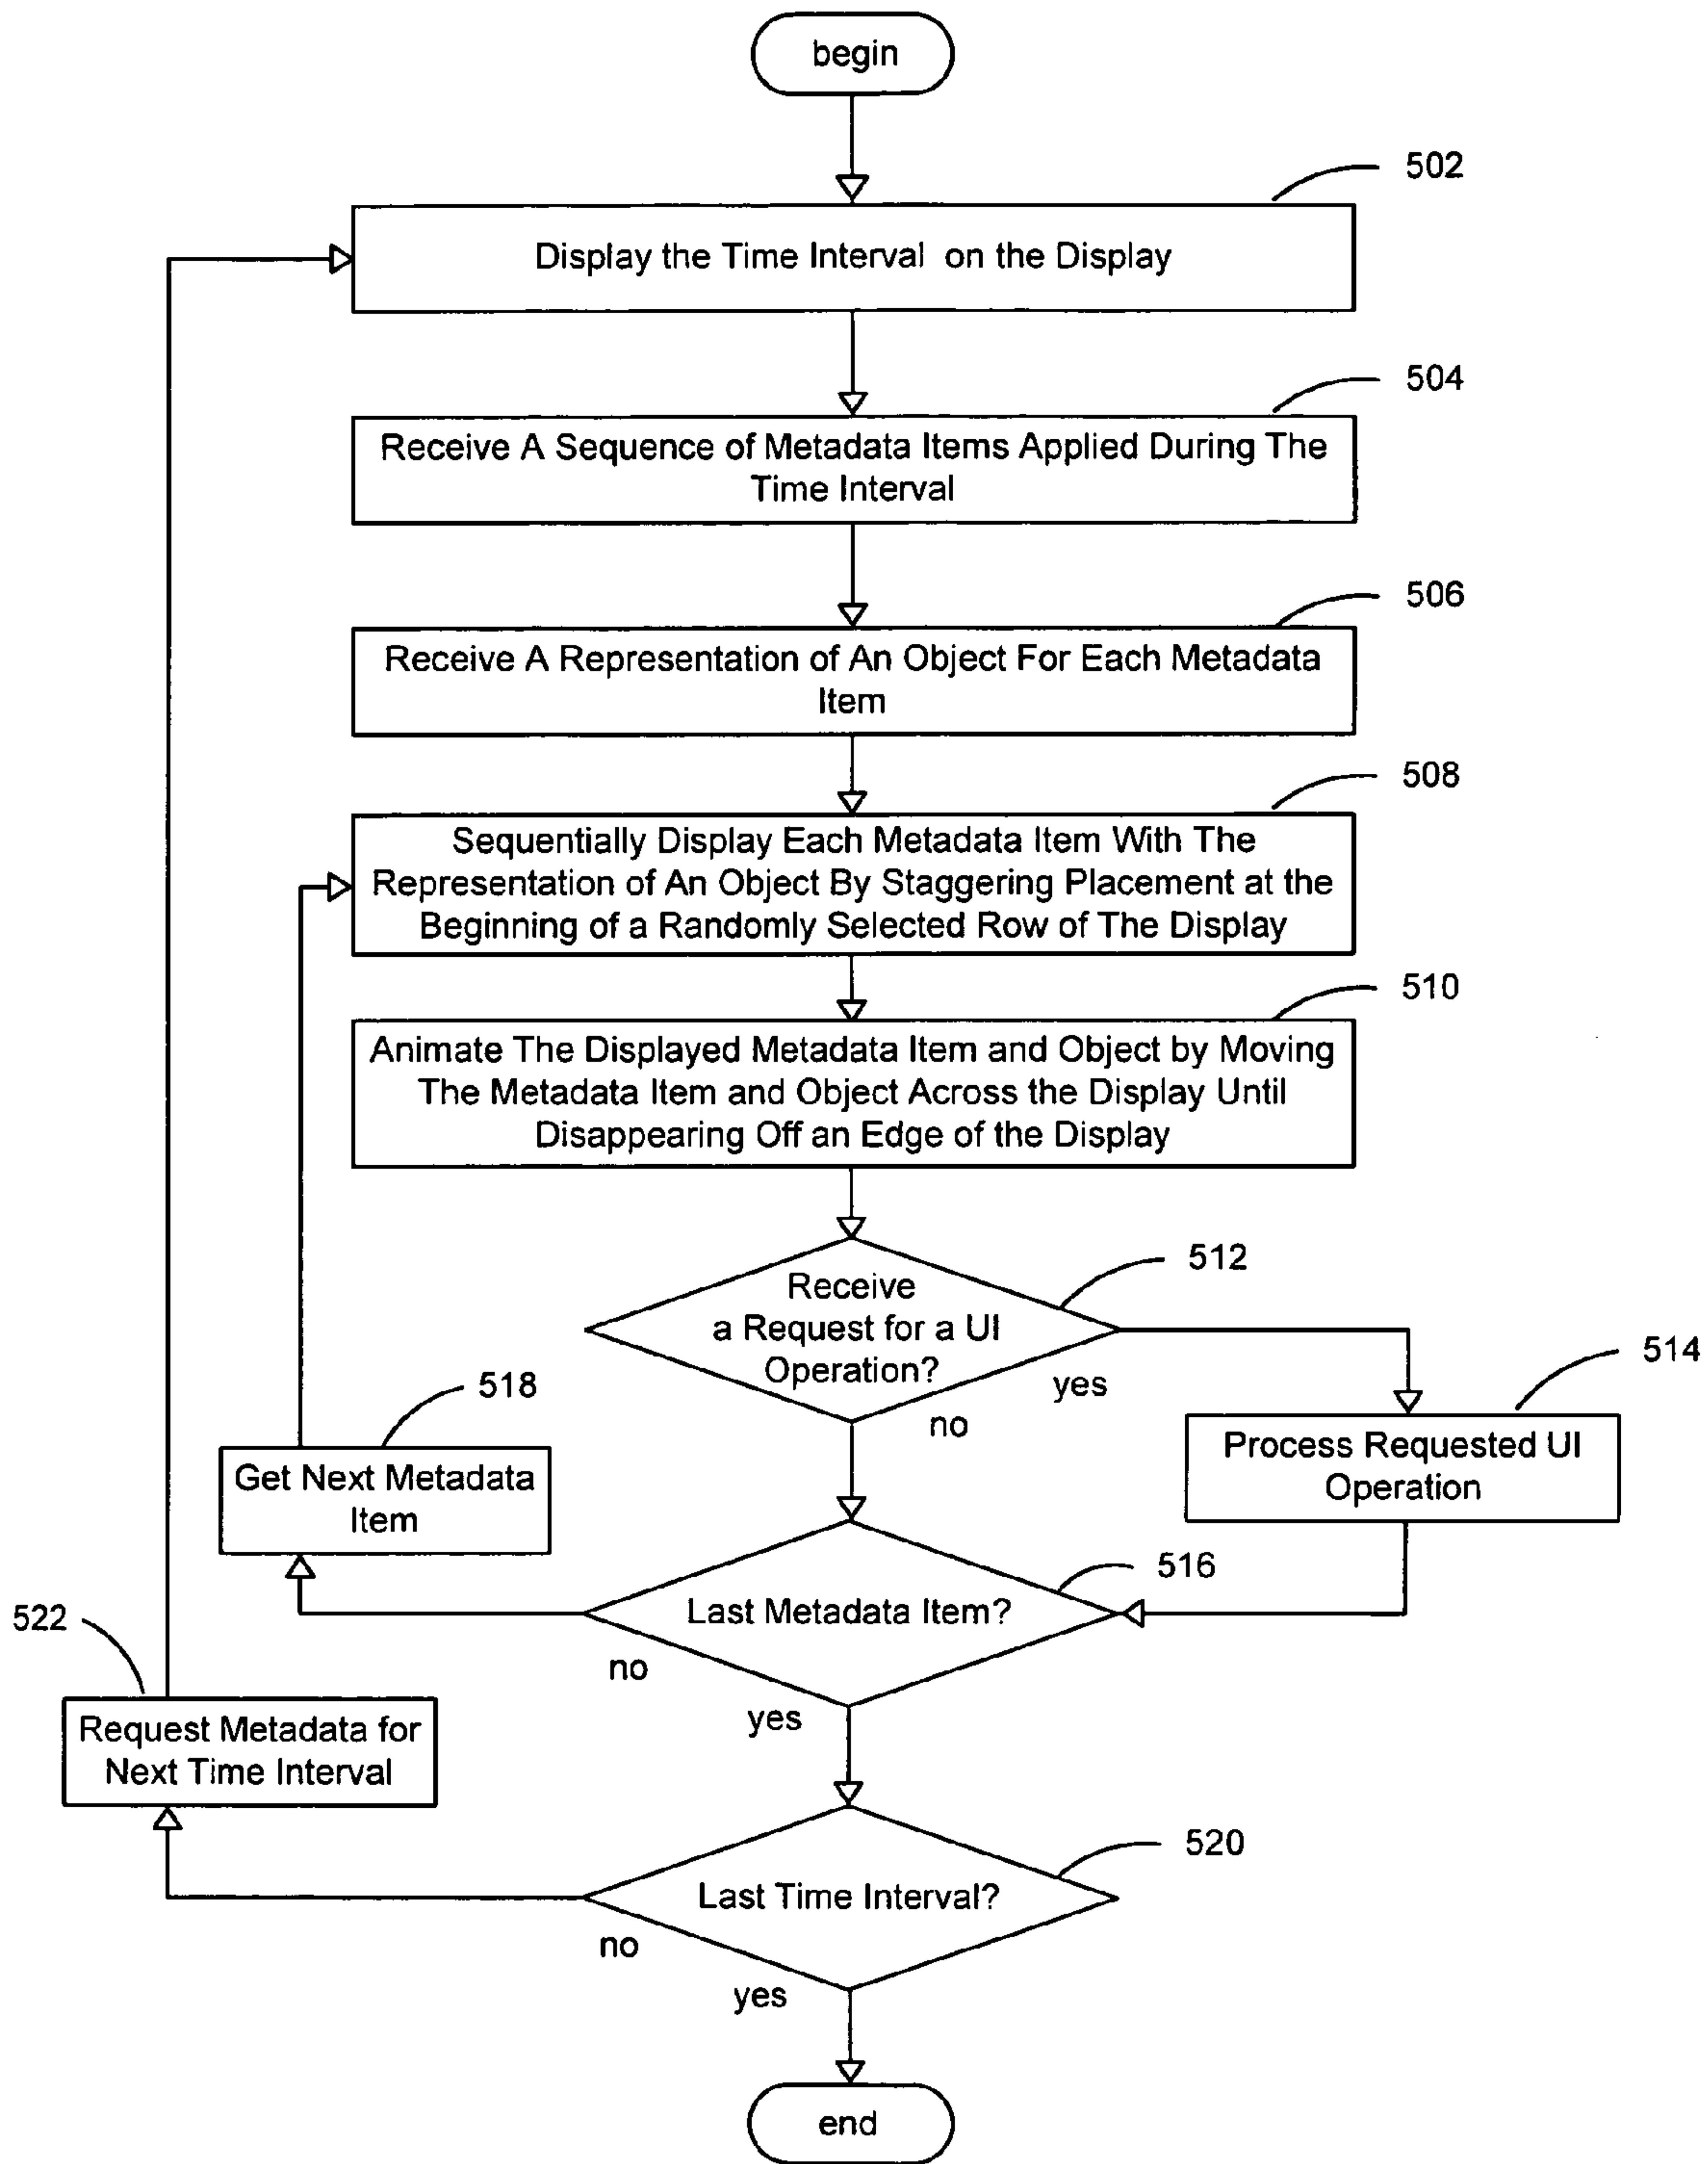 begin
502
Display the Time Interval on the Display
504
Receive A Sequence of Metadata Items Applied During The
Time Interval
506
Receive A Representation of An Object For Each Metadata
Item
508
Sequentially Display Each Metadata Item With The
Representation of An Object By Staggering Placement at the
Beginning of a Randomly Selected Row of The Display
510
Animate The Displayed Metadata Item and Object by Moving
The Metadata Item and Object Across the Display Until
Disappearing Off an Edge of the Display
512
Receive
a Request for a UI
Operation?
yes
no
514
Process Requested UI
Operation
518
Get Next Metadata
Item
516
Last Metadata Item?
no
yes
522
Request Metadata for
Next Time Interval
520
Last Time Interval?
no
yes
end